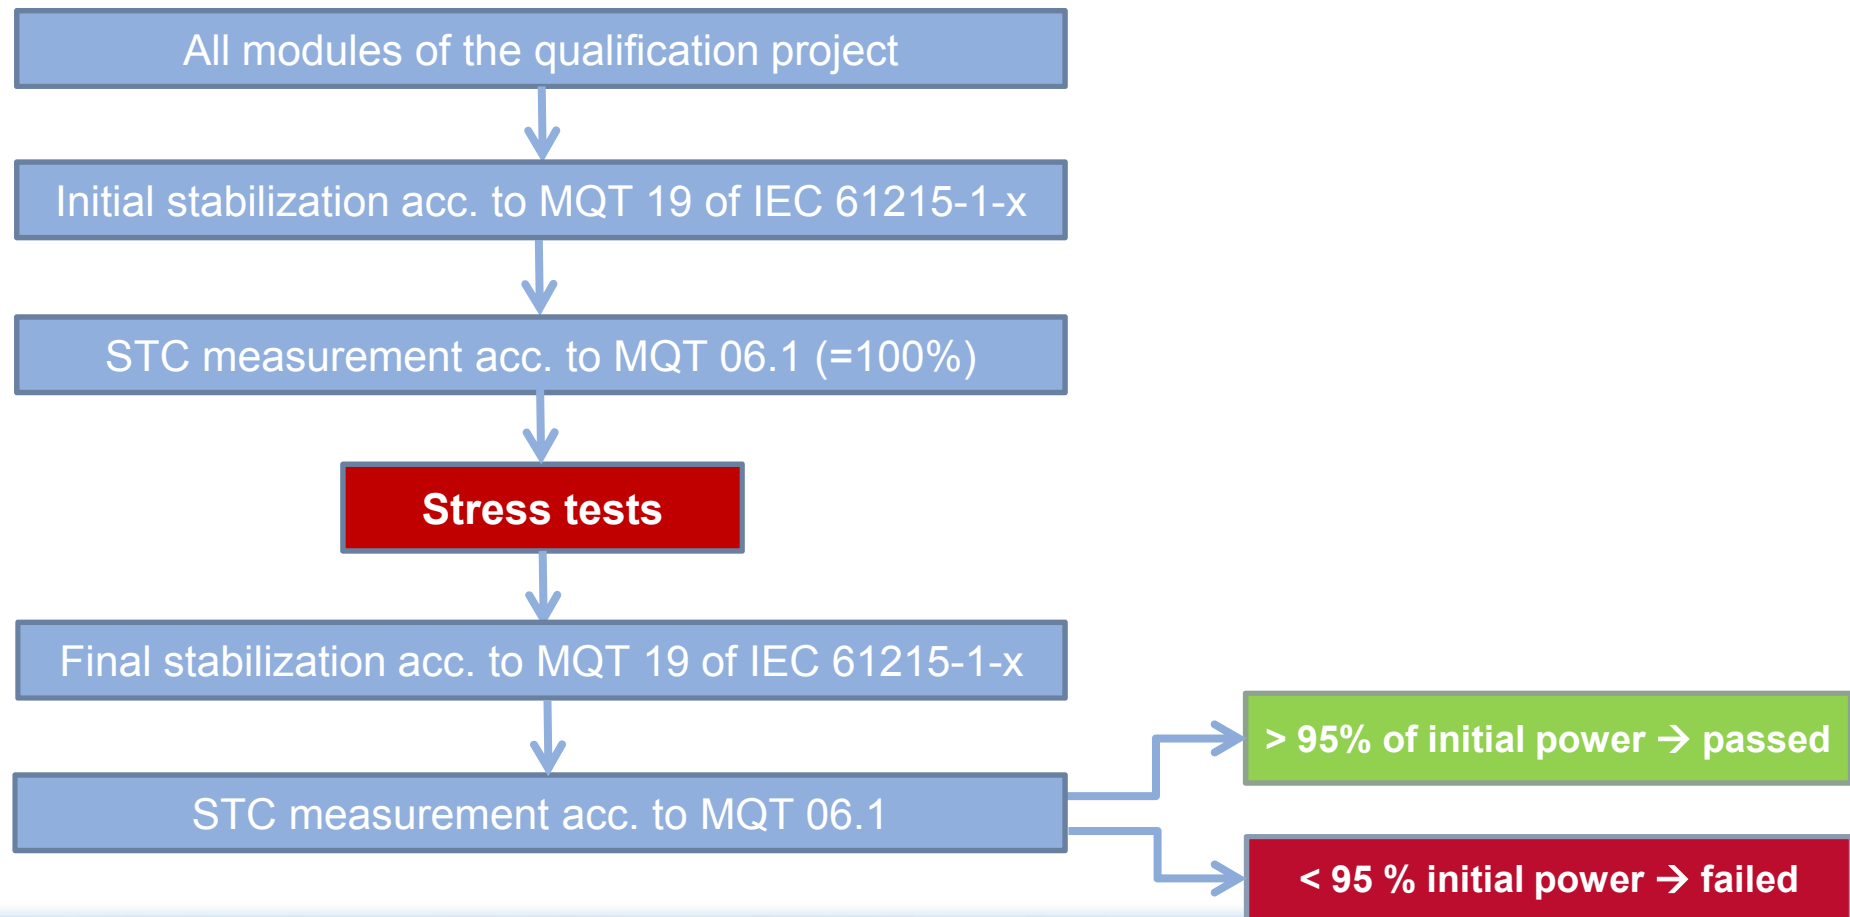 All modules of the qualification project
Initial stabilization acc. to MQT 19 of IEC 61215-1-x
STC measurement acc. to MQT 06.1 (=100%)
Stress tests
Final stabilization acc. to MQT 19 of IEC 61215-1-x
STC measurement acc. to MQT 06.1
> 95% of initial power → passed
< 95 % initial power → failed